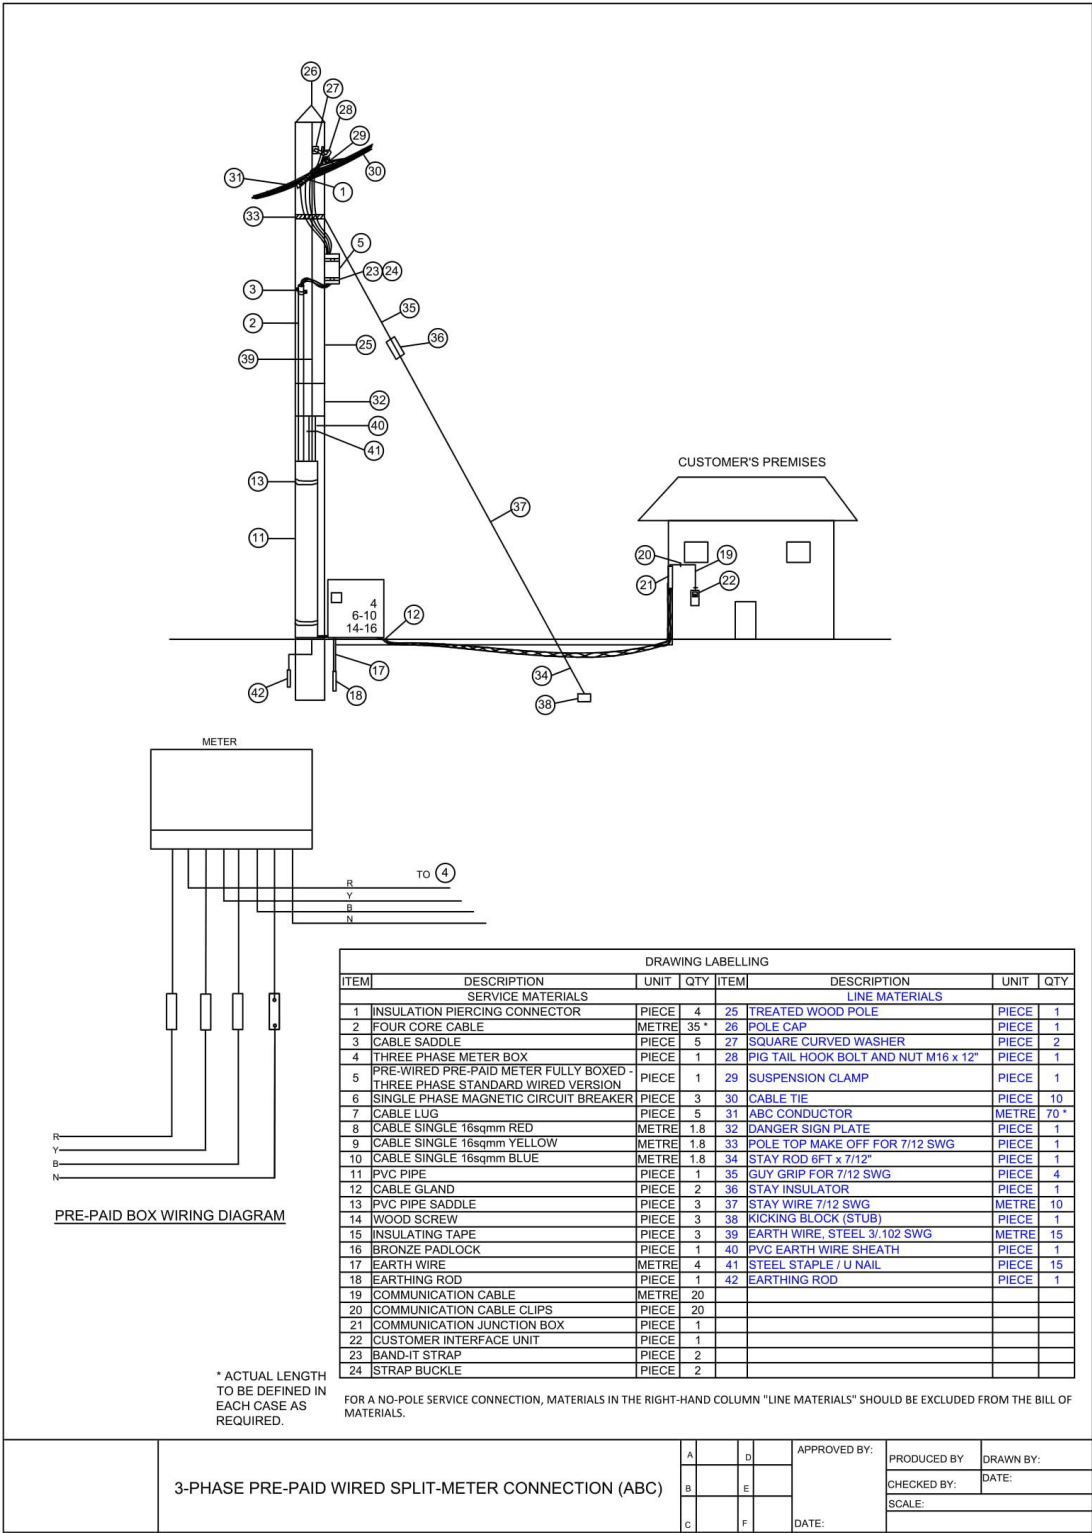 26
27
28
29
30
31
1
33
5
23 24
3
35
2
36
25
39
32
40
41
CUSTOMER'S PREMISES
13
37
11
20 19
21 22
4
6-10
14-16
12
17
34
42 18
38
METER
TO 4
R
Y
B
N
R
Y
B
N
PRE-PAID BOX WIRING DIAGRAM
DRAWING LABELLING
ITEM DESCRIPTION UNIT QTY ITEM DESCRIPTION UNIT QTY
SERVICE MATERIALS LINE MATERIALS
1 INSULATION PIERCING CONNECTOR PIECE 4 25 TREATED WOOD POLE PIECE 1
2 FOUR CORE CABLE METRE 35 * 26 POLE CAP PIECE 1
3 CABLE SADDLE PIECE 5 27 SQUARE CURVED WASHER PIECE 2
4 THREE PHASE METER BOX PIECE 1 28 PIG TAIL HOOK BOLT AND NUT M16 x 12" PIECE 1
5 PRE-WIRED PRE-PAID METER FULLY BOXED -
THREE PHASE STANDARD WIRED VERSION PIECE 1 29 SUSPENSION CLAMP PIECE 1
6 SINGLE PHASE MAGNETIC CIRCUIT BREAKER PIECE 3 30 CABLE TIE PIECE 10
7 CABLE LUG PIECE 5 31 ABC CONDUCTOR METRE 70 *
8 CABLE SINGLE 16sqmm RED METRE 1.8 32 DANGER SIGN PLATE PIECE 1
9 CABLE SINGLE 16sqmm YELLOW METRE 1.8 33 POLE TOP MAKE OFF FOR 7/12 SWG PIECE 1
10 CABLE SINGLE 16sqmm BLUE METRE 1.8 34 STAY ROD 6FT x 7/12" PIECE 1
11 PVC PIPE PIECE 1 35 GUY GRIP FOR 7/12 SWG PIECE 4
12 CABLE GLAND PIECE 2 36 STAY INSULATOR PIECE 1
13 PVC PIPE SADDLE PIECE 3 37 STAY WIRE 7/12 SWG METRE 10
14 WOOD SCREW PIECE 3 38 KICKING BLOCK (STUB) PIECE 1
15 INSULATING TAPE PIECE 3 39 EARTH WIRE, STEEL 3/.102 SWG METRE 15
16 BRONZE PADLOCK PIECE 1 40 PVC EARTH WIRE SHEATH PIECE 1
17 EARTH WIRE METRE 4 41 STEEL STAPLE / U NAIL PIECE 15
18 EARTHING ROD PIECE 1 42 EARTHING ROD PIECE 1
19 COMMUNICATION CABLE METRE 20
20 COMMUNICATION CABLE CLIPS PIECE 20
21 COMMUNICATION JUNCTION BOX PIECE 1
22 CUSTOMER INTERFACE UNIT PIECE 1
23 BAND-IT STRAP PIECE 2
24 STRAP BUCKLE PIECE 2
* ACTUAL LENGTH
TO BE DEFINED IN
EACH CASE AS
REQUIRED.
FOR A NO-POLE SERVICE CONNECTION, MATERIALS IN THE RIGHT-HAND COLUMN "LINE MATERIALS" SHOULD BE EXCLUDED FROM THE BILL OF
MATERIALS.
3-PHASE PRE-PAID WIRED SPLIT-METER CONNECTION (ABC)
A D
B E
C F
APPROVED BY:
DATE:
PRODUCED BY
DRAWN BY:
CHECKED BY:
DATE:
SCALE: